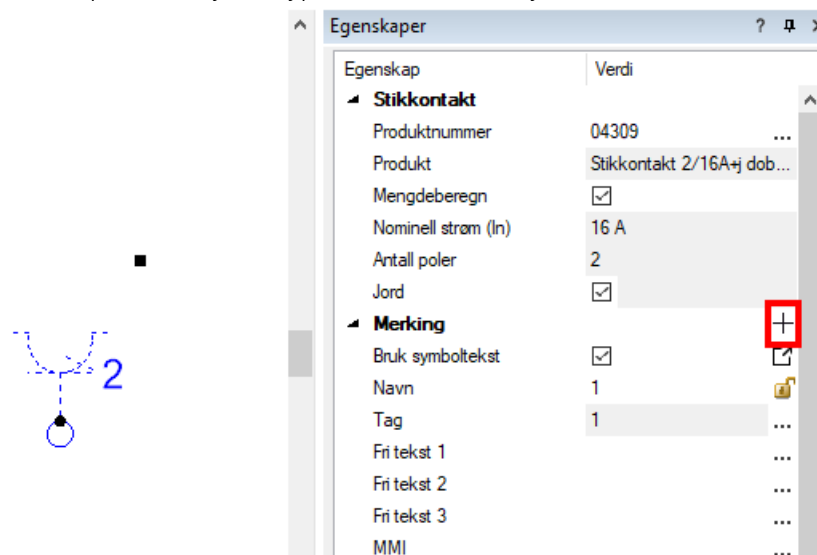 Egenskaper
Egenskap Verdi
Stikkontakt
Produktnummer 04309 ...
Produkt Stikkontakt 2/16A+j dob...
Mengdeberegn
Nominell strøm (In) 16 A
Antall poler 2
Jord
Merking
Bruk symboltekst
Navn 1
Tag 1 ...
Fri tekst 1 ...
Fri tekst 2 ...
Fri tekst 3 ...
MMI ...
2